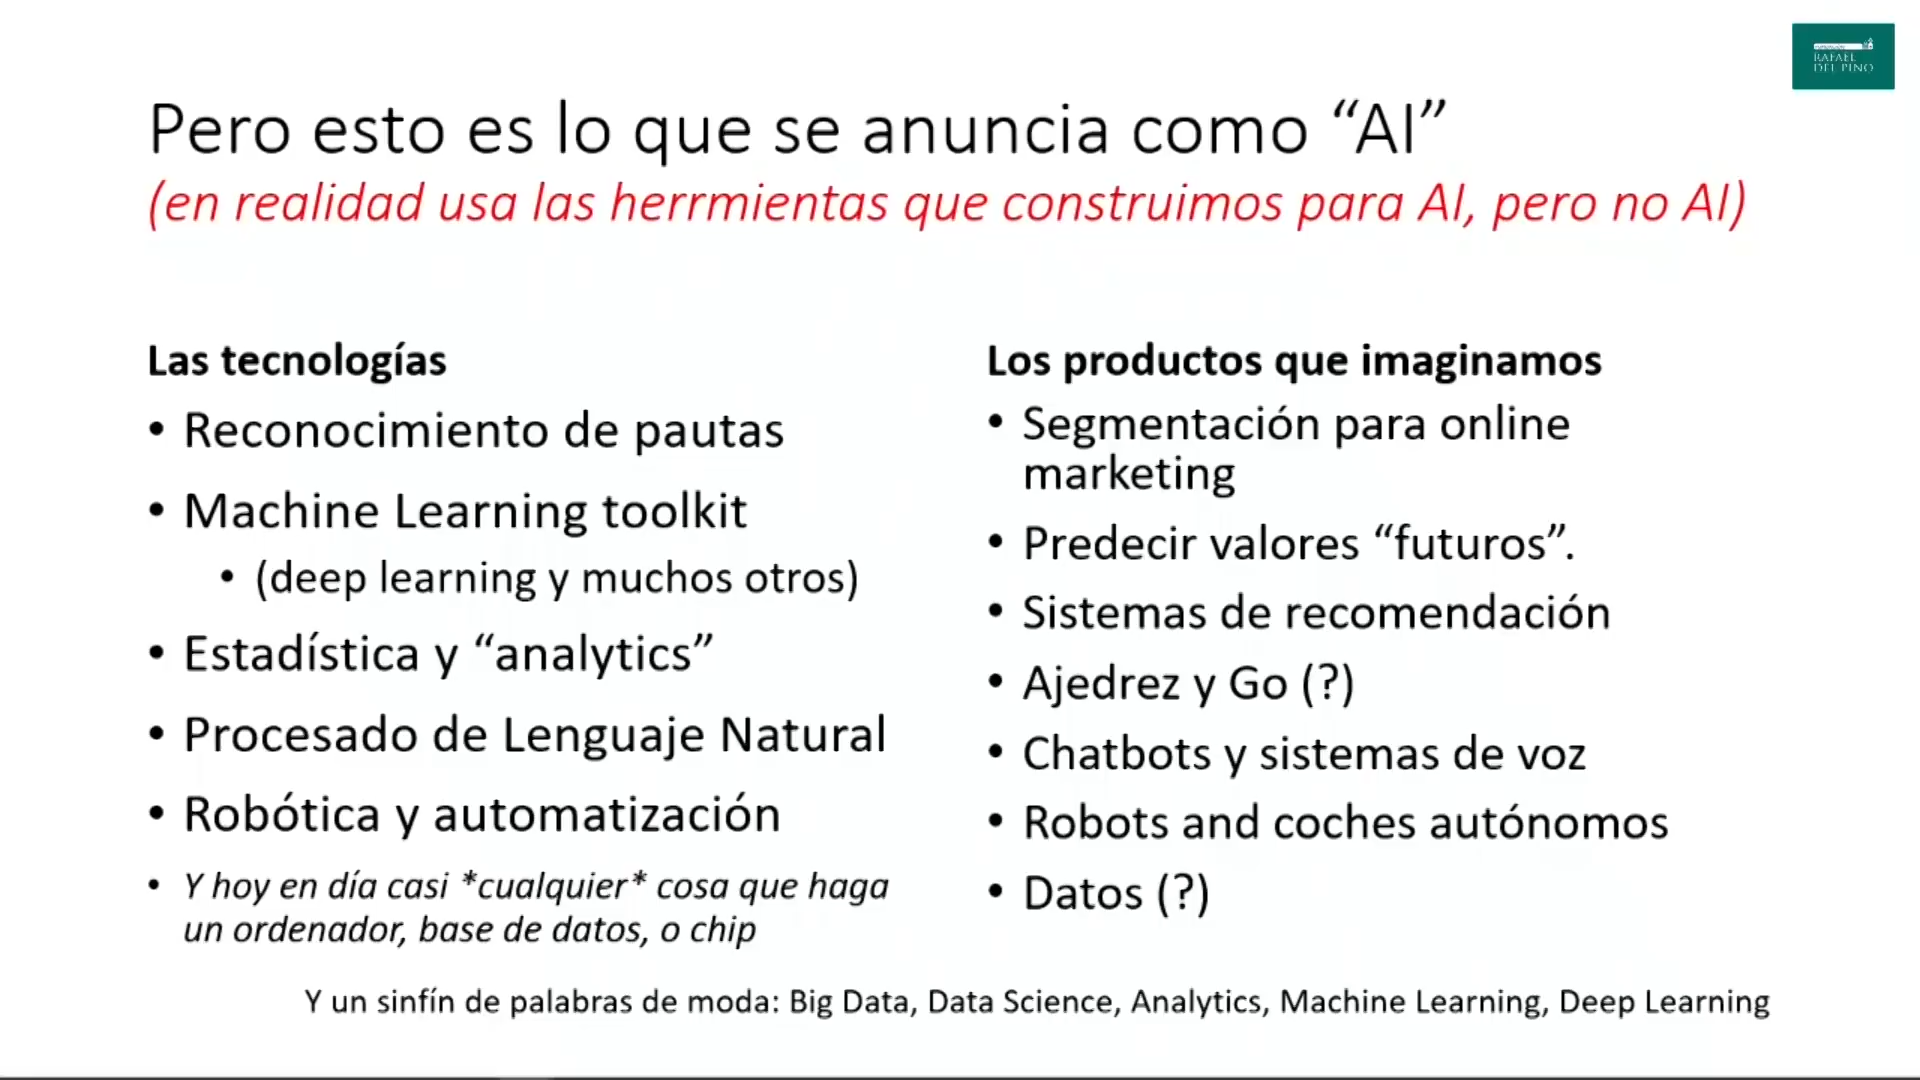 RAFAEL
DEL PINO
Pero esto es lo que se anuncia como “AI”
(en realidad usa las herrmientas que construimos para AI, pero no AI)
Las tecnologías
• Reconocimiento de pautas
• Machine Learning toolkit
• (deep learning y muchos otros)
• Estadística y “analytics”
• Procesado de Lenguaje Natural
• Robótica y automatización
• Y hoy en día casi *cualquier* cosa que haga
un ordenador, base de datos, o chip
Los productos que imaginamos
• Segmentación para online
marketing
• Predecir valores “futuros”.
• Sistemas de recomendación
• Ajedrez y Go (?)
• Chatbots y sistemas de voz
• Robots and coches autónomos
• Datos (?)
Y un sinfín de palabras de moda: Big Data, Data Science, Analytics, Machine Learning, Deep Learning